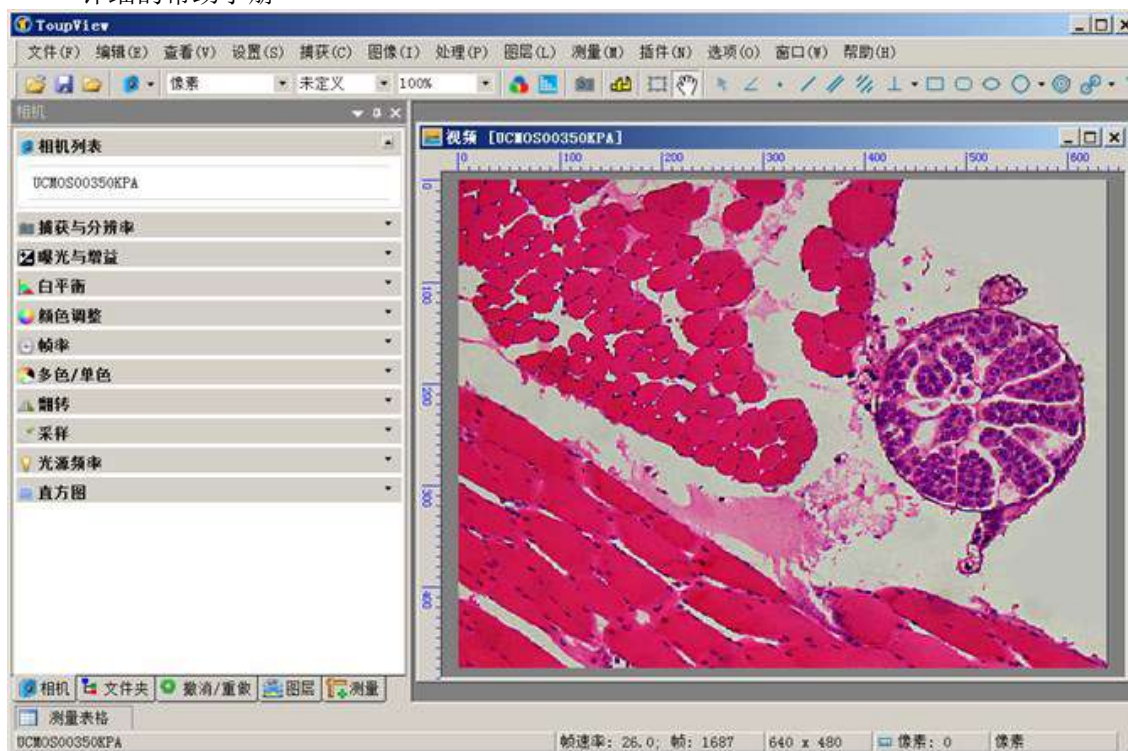 ToupView
文件(F) 编辑(E) 查看(V) 设置(S) 捕获(C) 图像(I) 处理(P) 图层(L) 测量(M) 插件(N) 选项(O) 窗口(W) 帮助(H)
像素 未定义 100%
相机
相机列表
UCMOS00350KPA
捕获与分辨率
曝光与增益
白平衡
颜色调整
帧率
多色/单色
翻转
采样
光源频率
直方图
视频 [UCMOS00350KPA]
0 100 200 300 400 500 600
0
100
200
300
400
相机 文件夹 撤消/重做 图层 测量
测量表格
UCMOS00350KPA 帧速率: 26.0; 帧: 1687 640 x 480 像素: 0 像素